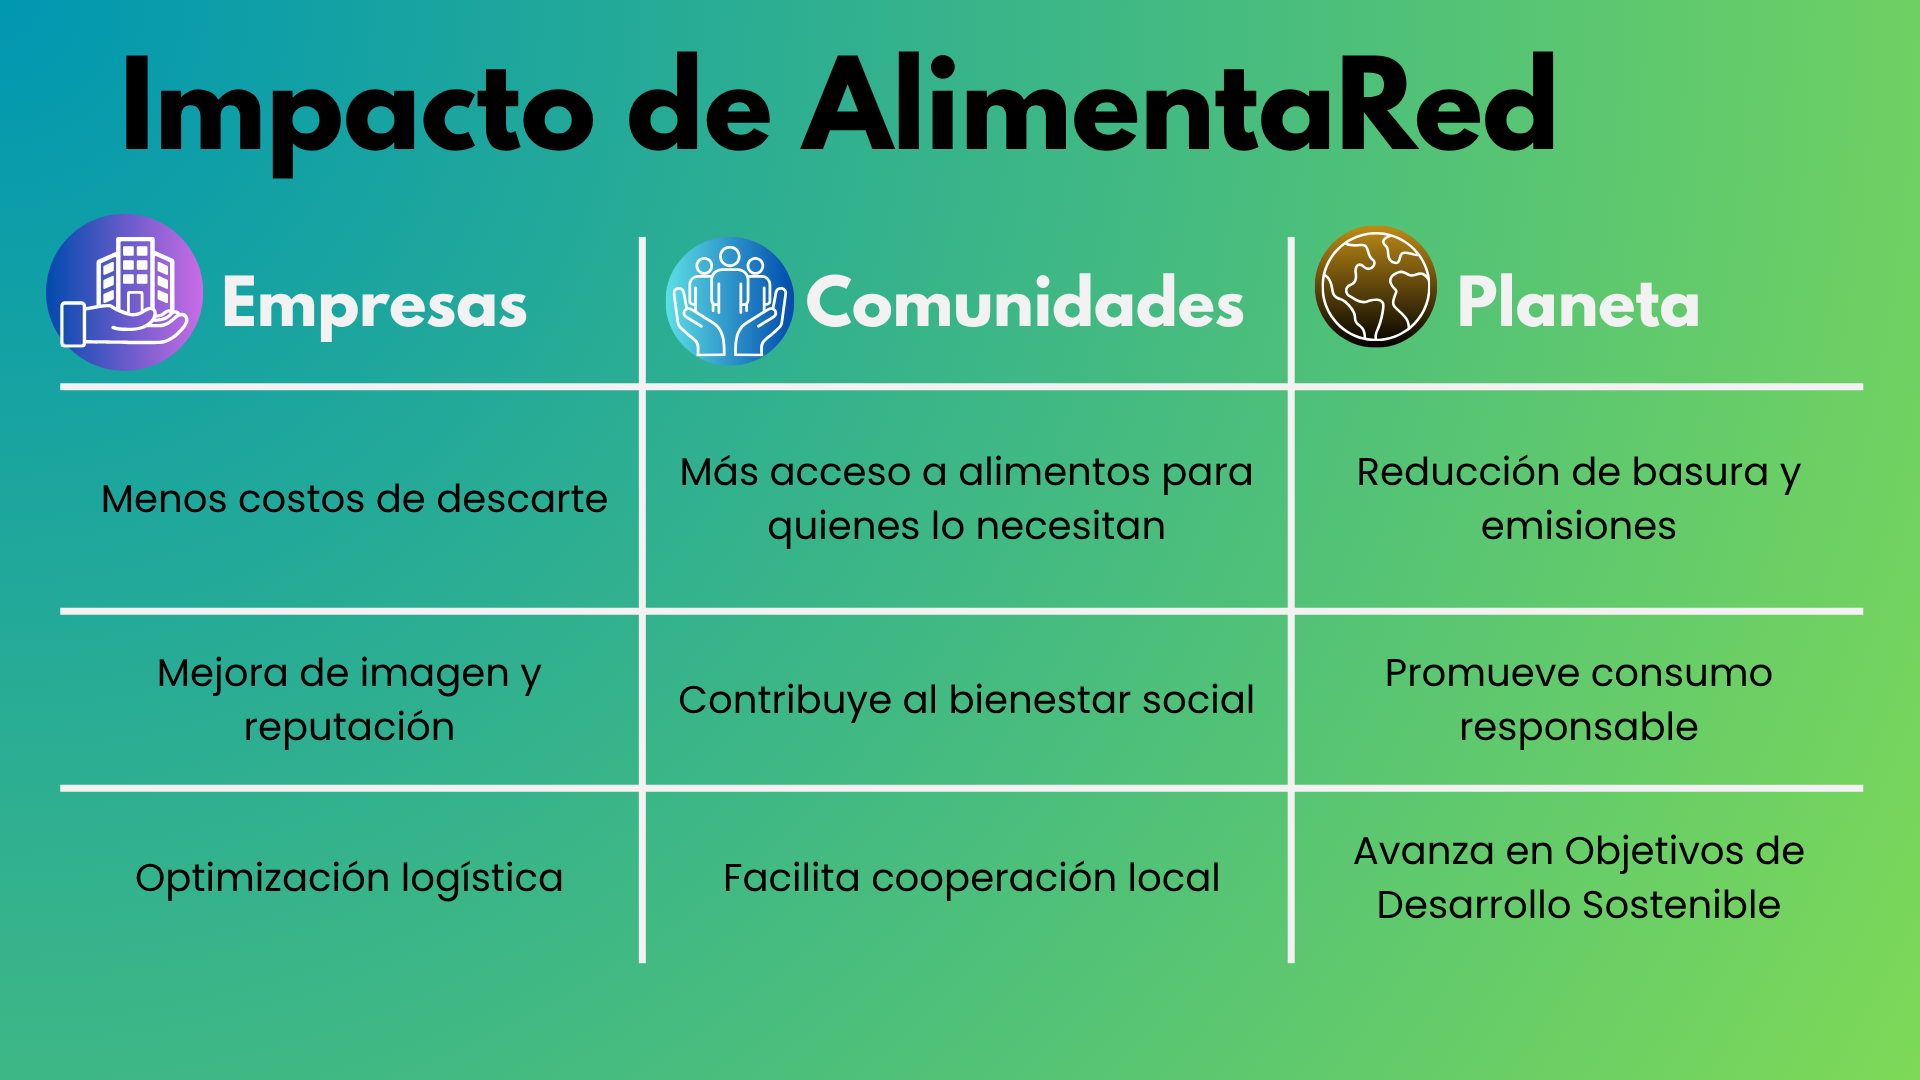 Impacto de AlimentaRed
Empresas
Comunidades
Planeta
Menos costos de descarte
Más acceso a alimentos para
quienes lo necesitan
Reducción de basura y
emisiones
Mejora de imagen y
reputación
Contribuye al bienestar social
Promueve consumo
responsable
Optimización logística
Facilita cooperación local
Avanza en Objetivos de
Desarrollo Sostenible